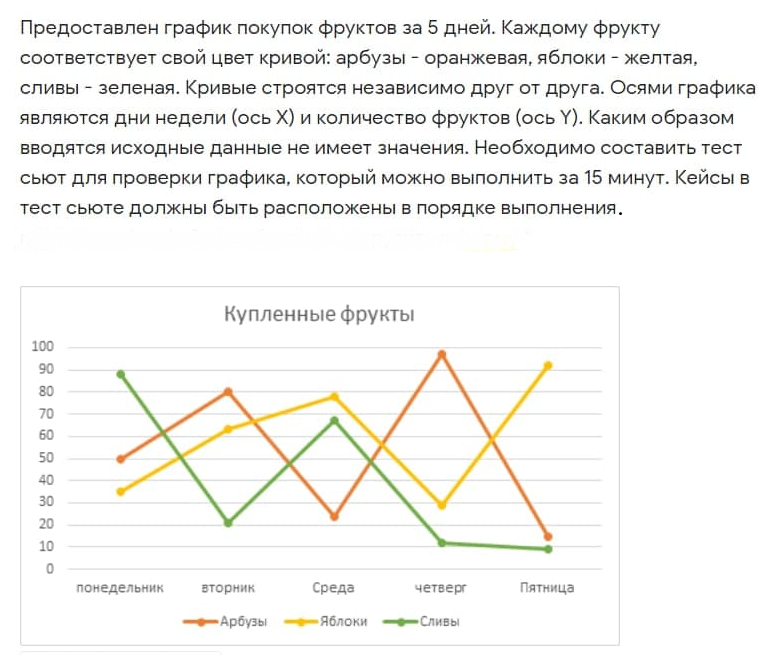 Предоставлен график покупок фруктов за 5 дней. Каждому фрукту
соответствует свой цвет кривой: арбузы - оранжевая, яблоки - желтая,
сливы - зеленая. Кривые строятся независимо друг от друга. Осями графика
являются дни недели (ось X) и количество фруктов (ось Y). Каким образом
вводятся исходные данные не имеет значения. Необходимо составить тест
сьют для проверки графика, который можно выполнить за 15 минут. Кейсы в
тест сьюте должны быть расположены в порядке выполнения.
Купленные фрукты
100
90
80
70
60
50
40
30
20
10
0
понедельник вторник Среда четверг Пятница
Арбузы Яблоки Сливы